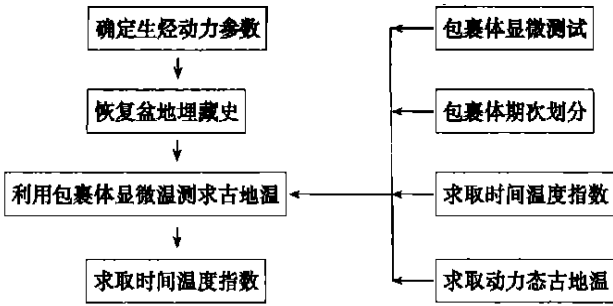 确定生烃动力参数
恢复盆地埋藏史
利用包裹体显微温测求古地温
求取时间温度指数
包裹体显微测试
包裹体期次划分
求取时间温度指数
求取动力态古地温